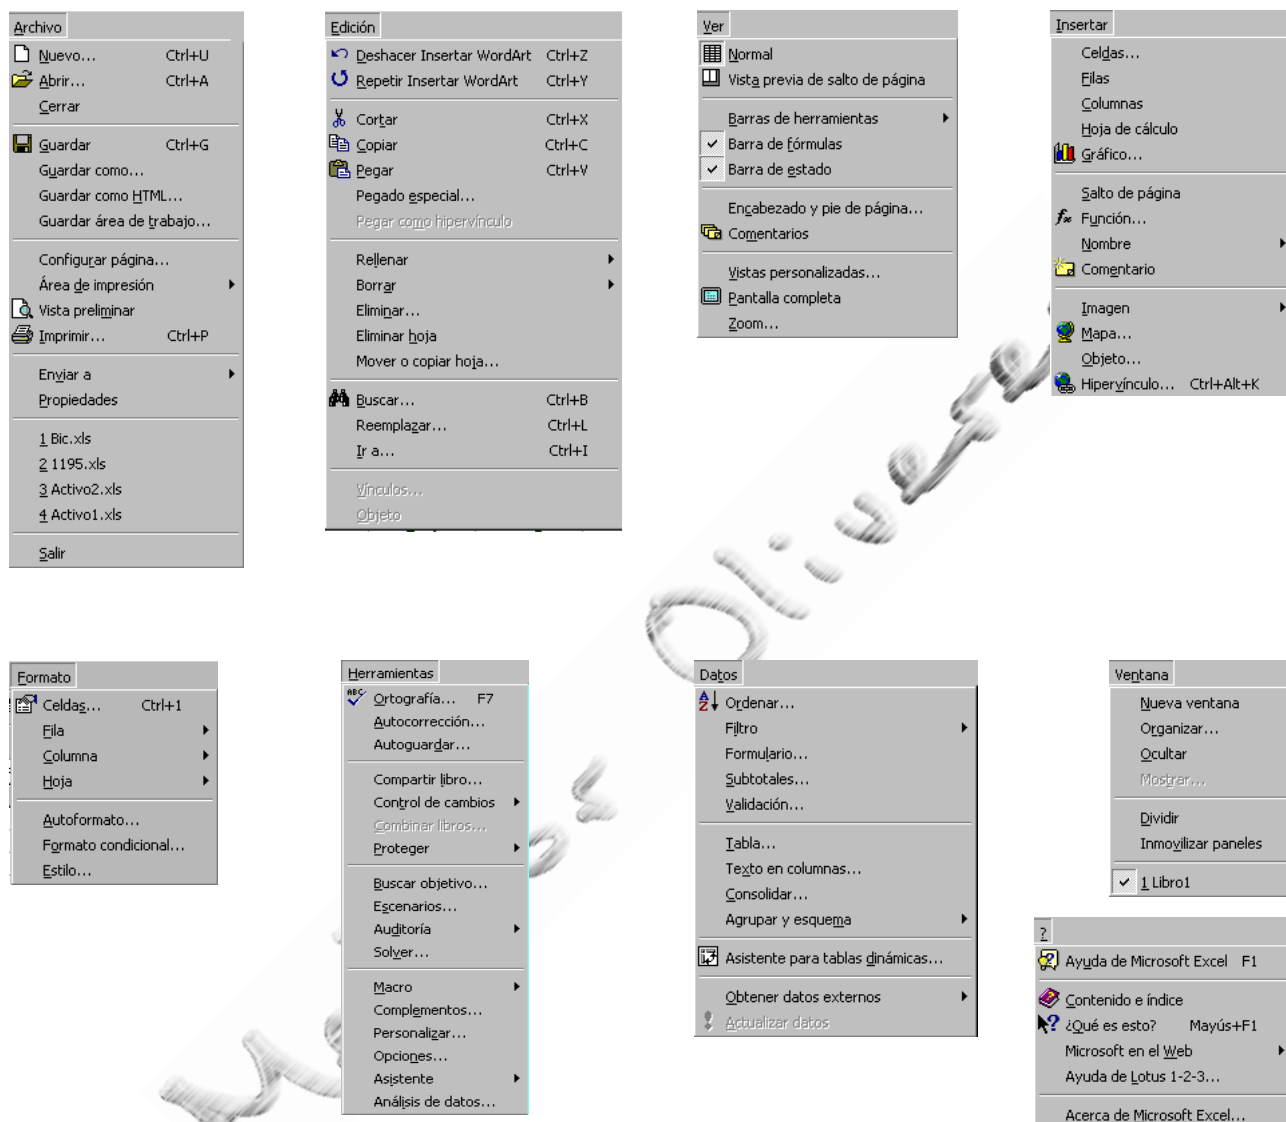 Archivo
Nuevo... Ctrl+U
Abrir... Ctrl+A
Cerrar
Guardar Ctrl+G
Guardar como...
Guardar como HTML...
Guardar área de trabajo...
Configurar página...
Área de impresión
Vista preliminar
Imprimir... Ctrl+P
Enviar a
Propiedades
1 Bic.xls
2 1195.xls
3 Activo2.xls
4 Activo1.xls
Salir
Edición
Deshacer Insertar WordArt Ctrl+Z
Repetir Insertar WordArt Ctrl+Y
Cortar Ctrl+X
Copiar Ctrl+C
Pegar Ctrl+V
Pegado especial...
Pegar como hipervínculo
Rellenar
Borrar
Eliminar...
Eliminar hoja
Mover o copiar hoja...
Buscar... Ctrl+B
Reemplazar... Ctrl+L
Ir a... Ctrl+I
Vínculos...
Objeto
Ver
Normal
Vista previa de salto de página
Barras de herramientas
Barra de fórmulas
Barra de estado
Encabezado y pie de página...
Comentarios
Vistas personalizadas...
Pantalla completa
Zoom...
Insertar
Celdas...
Filas
Columnas
Hoja de cálculo
Gráfico...
Salto de página
Función...
Nombre
Comentario
Imagen
Mapa...
Objeto...
Hipervínculo... Ctrl+Alt+K
Formato
Celdas... Ctrl+1
Fila
Columna
Hoja
Autoformato...
Formato condicional...
Estilo...
Herramientas
Ortografía... F7
Autocorrección...
Autoguardar...
Compartir libro...
Control de cambios
Combinar libros...
Proteger
Buscar objetivo...
Escenarios...
Auditoría
Solver...
Macro
Complementos...
Personalizar...
Opciones...
Asistente
Análisis de datos...
Datos
Ordenar...
Filtro
Formulario...
Subtotales...
Validación...
Tabla...
Texto en columnas...
Consolidar...
Agrupar y esquema
Asistente para tablas dinámicas...
Obtener datos externos
Actualizar datos
Ventana
Nueva ventana
Organizar...
Ocultar
Mostrar...
Dividir
Inmovilizar paneles
1 Libro1
?
Ayuda de Microsoft Excel F1
Contenido e índice
¿Qué es esto? Mayús+F1
Microsoft en el Web
Ayuda de Lotus 1-2-3...
Acerca de Microsoft Excel...